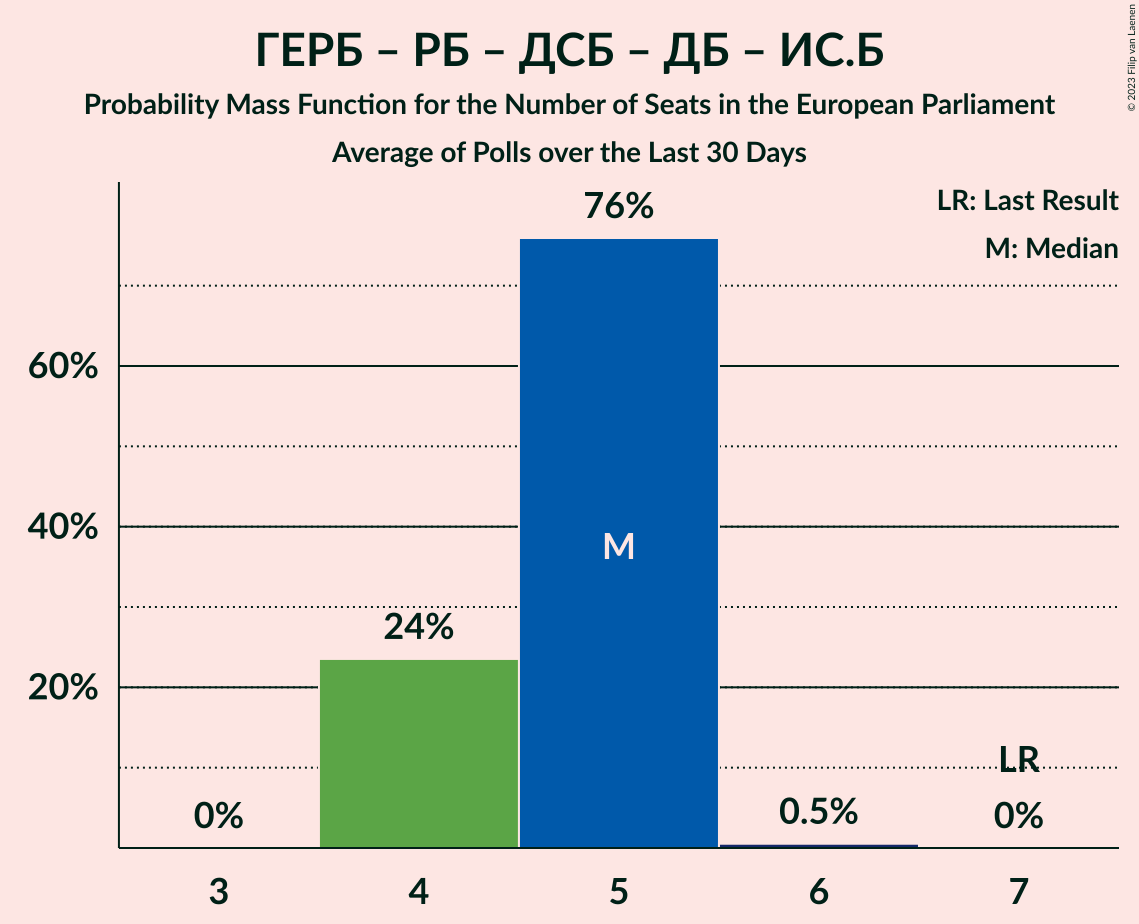 ГЕРБ – РБ – ДСБ – ДБ – ИС.Б
Probability Mass Function for the Number of Seats in the European Parliament
Average of Polls over the Last 30 Days
© 2023 Filip van Laenen
LR: Last Result
M: Median
76%
60%
40%
M
24%
20%
LR
0%
0.5%
0%
3
4
5
6
7